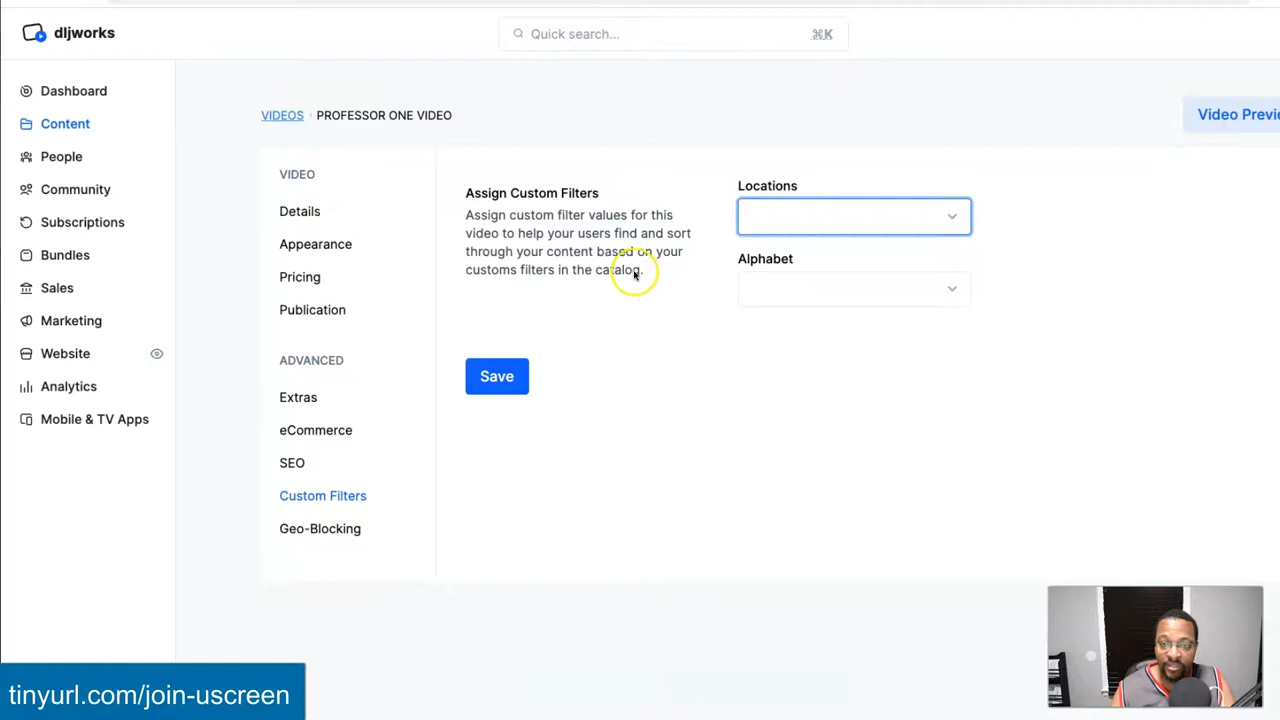 dljworks
Quick search...
⌘K
Dashboard
Content
People
Community
Subscriptions
Bundles
Sales
Marketing
Website
Analytics
Mobile & TV Apps
VIDEOS › PROFESSOR ONE VIDEO
Video
VIDEO
Details
Appearance
Pricing
Publication
ADVANCED
Extras
eCommerce
SEO
Custom Filters
Geo-Blocking
Assign Custom Filters
Assign custom filter values for this
video to help your users find and sort
through your content based on your
customs filters in the catalog.
Locations
Alphabet
Save
tinyurl.com/join-uscreen